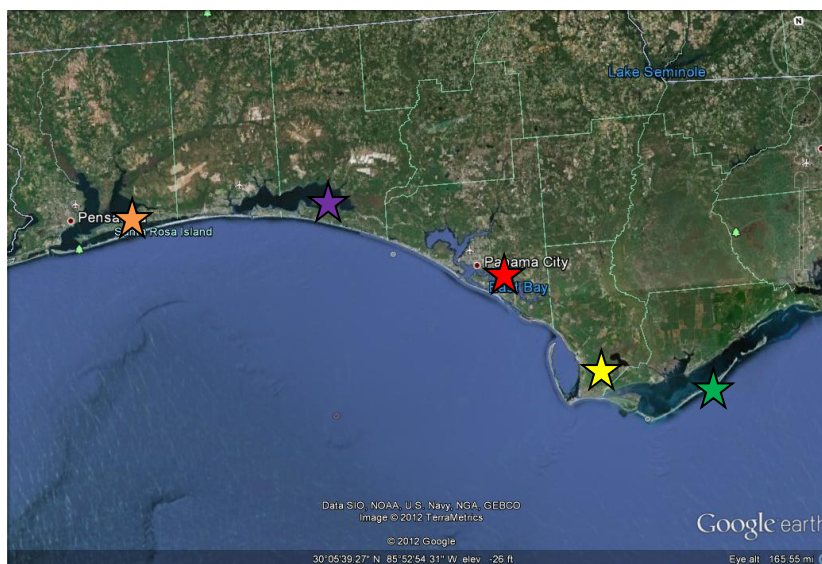 N
Lake Seminole
Pensa
Santa Rosa Island
Panama City
East Bay
Data SIO, NOAA, U.S. Navy, NGA, GEBCO
Image © 2012 TerraMetrics
© 2012 Google
Google earth
30°05'39.27" N 85°52'54.31" W elev -26 ft
Eye alt 165.55 mi